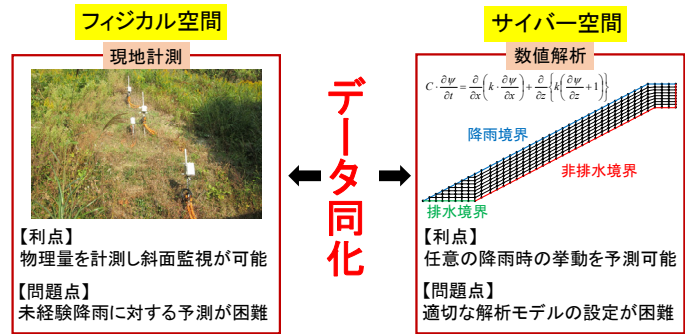 フィジカル空間
現地計測
【利点】
物理量を計測し斜面監視が可能
【問題点】
未経験降雨に対する予測が困難
データ同化
サイバー空間
数値解析
C·∂ψ/∂t=∂/∂x(k·∂ψ/∂x)+∂/∂z{k(∂ψ/∂z+1)}
降雨境界
非排水境界
排水境界
【利点】
任意の降雨時の挙動を予測可能
【問題点】
適切な解析モデルの設定が困難